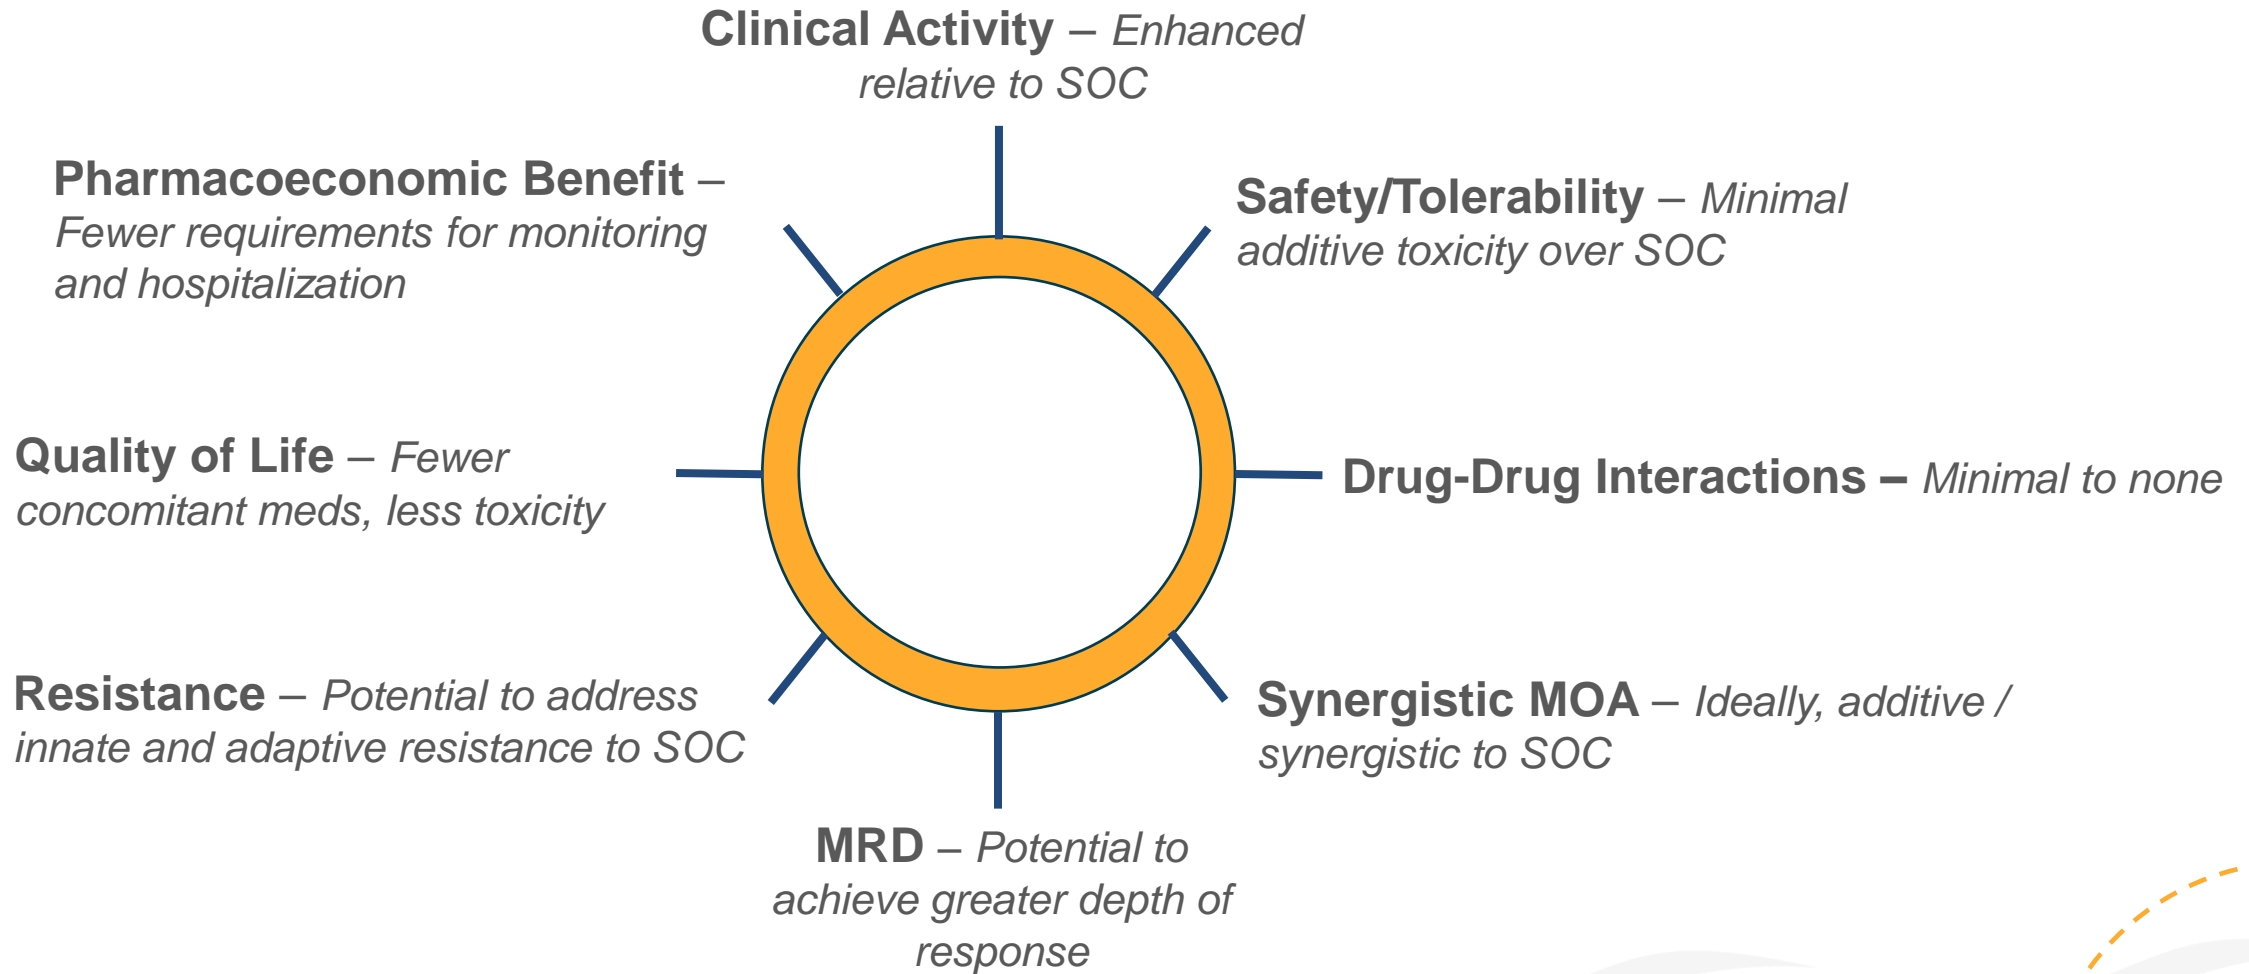 Clinical Activity – Enhanced
relative to SOC
Pharmacoeconomic Benefit –
Fewer requirements for monitoring
and hospitalization
Safety/Tolerability – Minimal
additive toxicity over SOC
Quality of Life – Fewer
concomitant meds, less toxicity
Drug-Drug Interactions – Minimal to none
Resistance – Potential to address
innate and adaptive resistance to SOC
Synergistic MOA – Ideally, additive /
synergistic to SOC
MRD – Potential to
achieve greater depth of
response